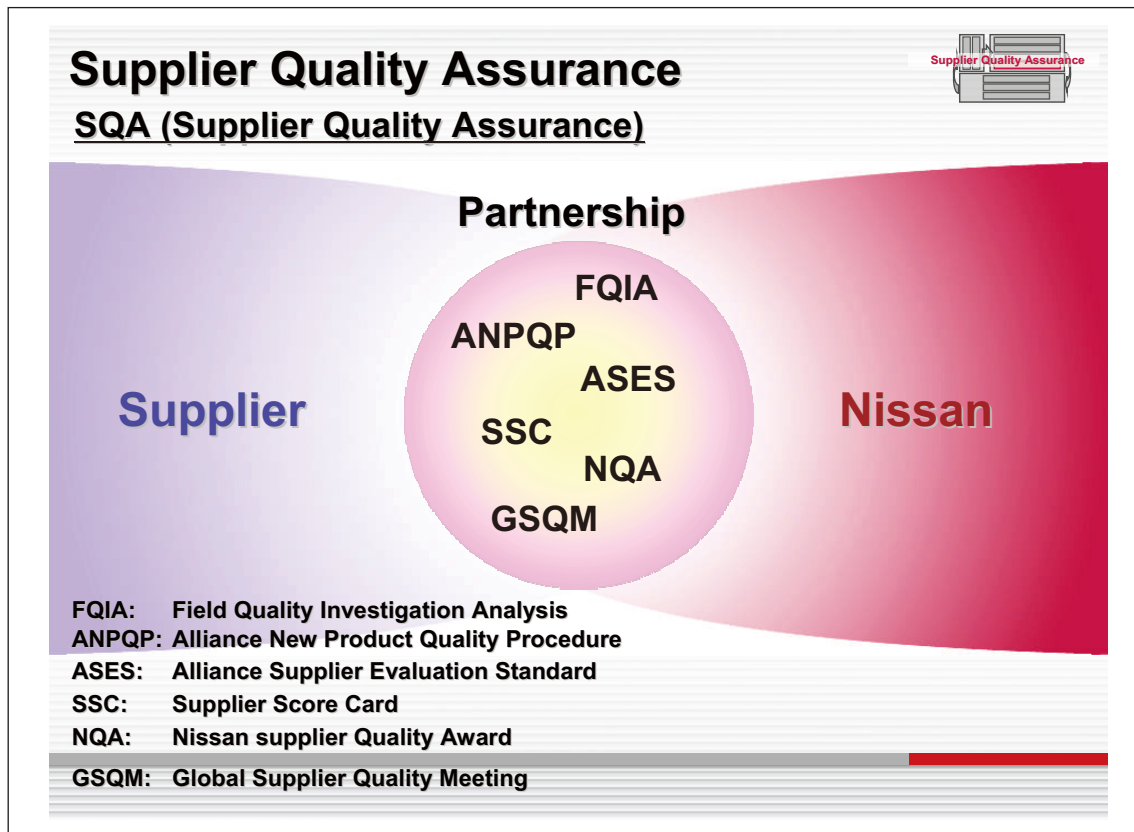 Supplier Quality Assurance
Supplier Quality Assurance
SQA (Supplier Quality Assurance)
Partnership
FQIA
ANPQP
ASES
Supplier
Nissan
SSC
NQA
GSQM
FQIA: Field Quality Investigation Analysis
ANPQP: Alliance New Product Quality Procedure
ASES: Alliance Supplier Evaluation Standard
SSC: Supplier Score Card
NQA: Nissan supplier Quality Award
GSQM: Global Supplier Quality Meeting